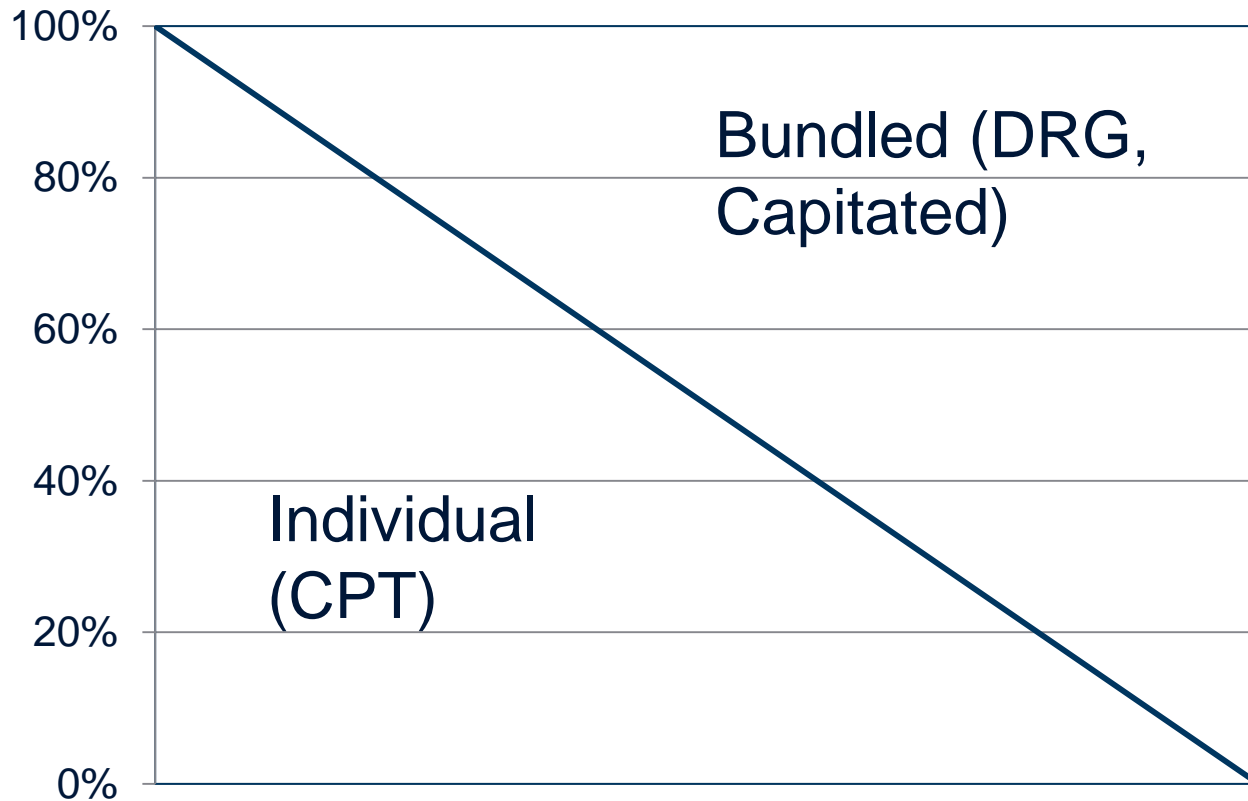 100%
Bundled (DRG,
80%
Capitated)
60%
40%
Individual
(CPT)
20%
0%